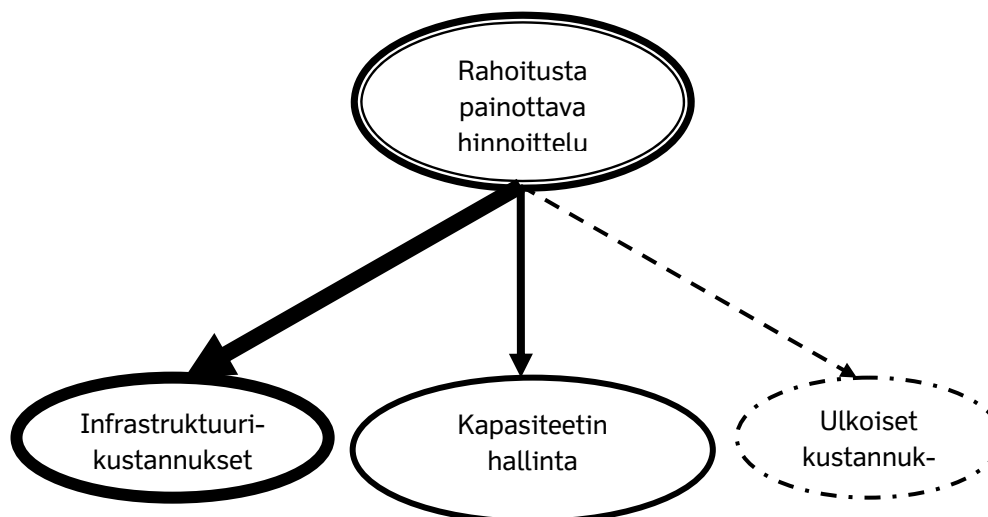 Rahoitusta
painottava
hinnoittelu
Infrastruktuuri-
kustannukset
Kapasiteetin
hallinta
Ulkoiset
kustannuk-